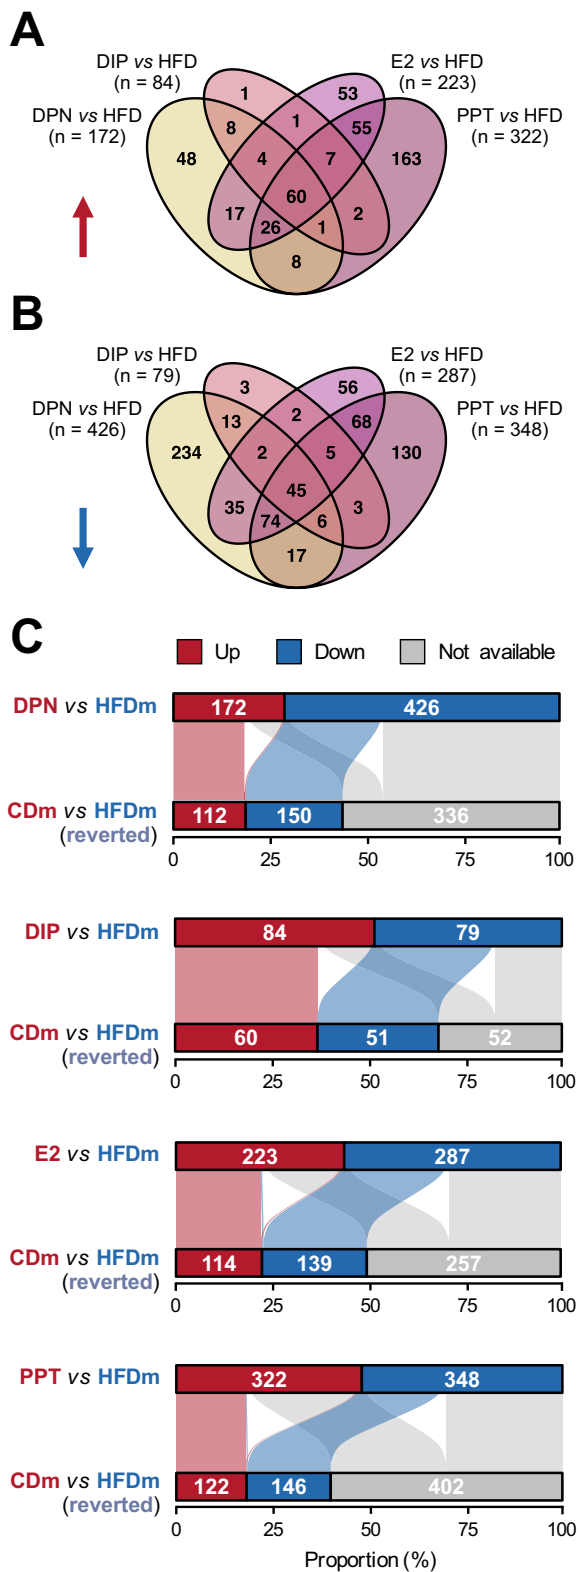 A
DIP vs HFD
(n = 84)
E2 vs HFD
(n = 223)
DPN vs HFD
(n = 172)
PPT vs HFD
(n = 322)
1
53
8
1
55
48
4
7
163
60
17
26
1
2
8
B
DIP vs HFD
(n = 79)
E2 vs HFD
(n = 287)
DPN vs HFD
(n = 426)
PPT vs HFD
(n = 348)
3
56
13
2
68
234
2
5
130
45
35
74
6
3
17
C
Up Down Not available
DPN vs HFDm 172 426
CDm vs HFDm 112 150 336
(reverted)
0 25 50 75 100
DIP vs HFDm 84 79
CDm vs HFDm 60 51 52
(reverted)
0 25 50 75 100
E2 vs HFDm 223 287
CDm vs HFDm 114 139 257
(reverted)
0 25 50 75 100
PPT vs HFDm 322 348
CDm vs HFDm 122 146 402
(reverted)
0 25 50 75 100
Proportion (%)